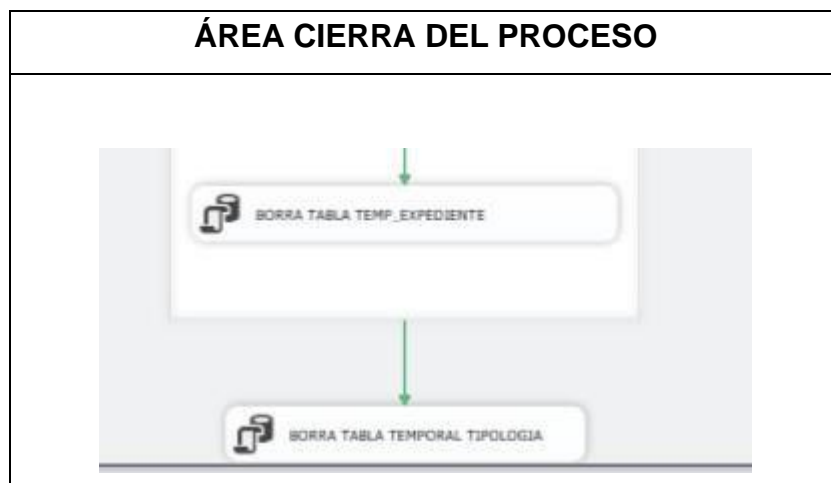 ÁREA CIERRA DEL PROCESO
BORRA TABLA TEMP_EXPEDIENTE
BORRA TABLA TEMPORAL TIPOLOGIA